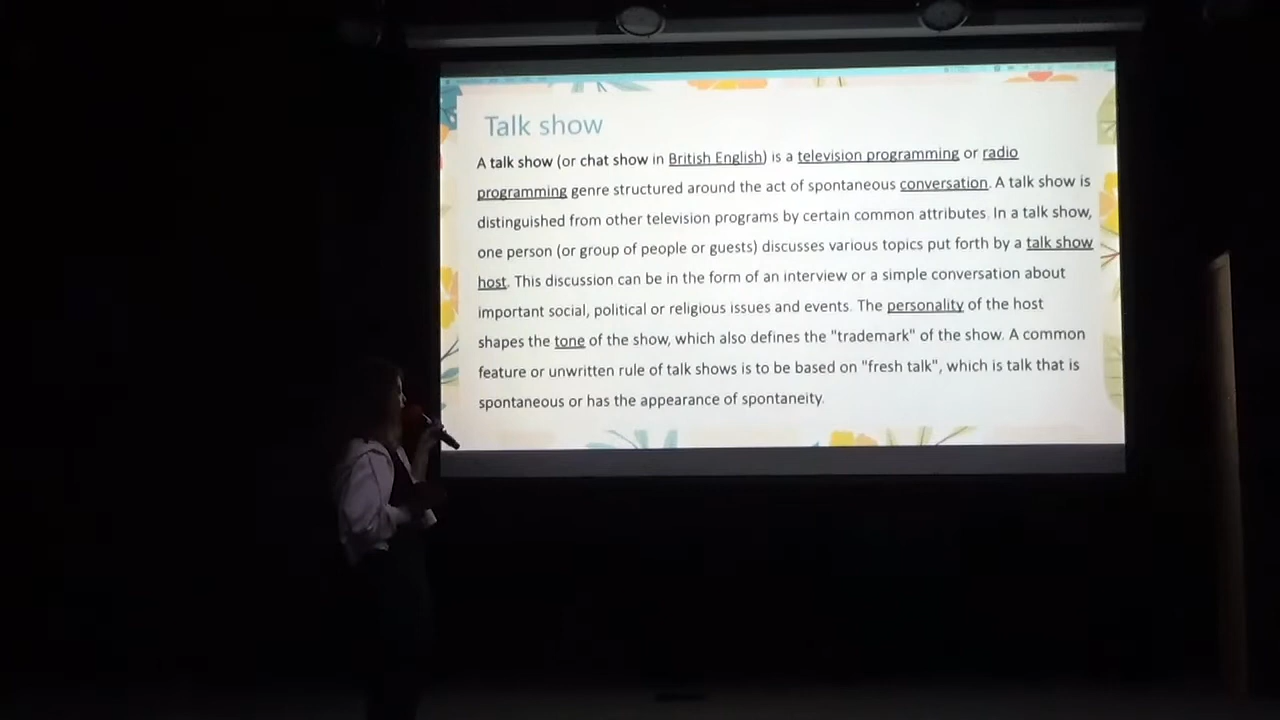 Talk show
A talk show (or chat show in British English) is a television programming or radio
programming genre structured around the act of spontaneous conversation. A talk show is
distinguished from other television programs by certain common attributes. In a talk show,
one person (or group of people or guests) discusses various topics put forth by a talk show
host. This discussion can be in the form of an interview or a simple conversation about
important social, political or religious issues and events. The personality of the host
shapes the tone of the show, which also defines the "trademark" of the show. A common
feature or unwritten rule of talk shows is to be based on "fresh talk", which is talk that is
spontaneous or has the appearance of spontaneity.